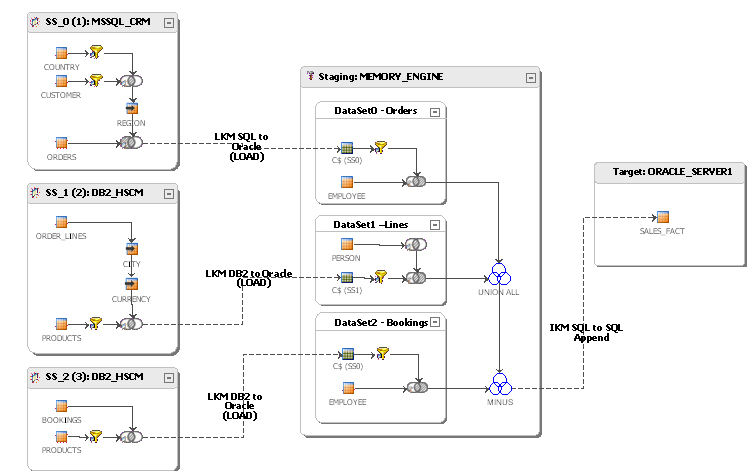 SS_0 (1): MSSQL_CRM
COUNTRY
CUSTOMER
REGION
ORDERS
SS_1 (2): DB2_HSCM
ORDER_LINES
CITY
CURRENCY
PRODUCTS
SS_2 (3): DB2_HSCM
BOOKINGS
PRODUCTS
LKM SQL to
Oracle
(LOAD)
LKM DB2 to Oracle
(LOAD)
LKM DB2 to
Oracle
(LOAD)
Staging: MEMORY_ENGINE
DataSet0 - Orders
C$ (SS0)
EMPLOYEE
DataSet1 --Lines
PERSON
C$ (SS1)
UNION ALL
DataSet2 - Bookings
C$ (SS0)
EMPLOYEE
MINUS
IKM SQL to SQL
Append
Target: ORACLE_SERVER1
SALES_FACT